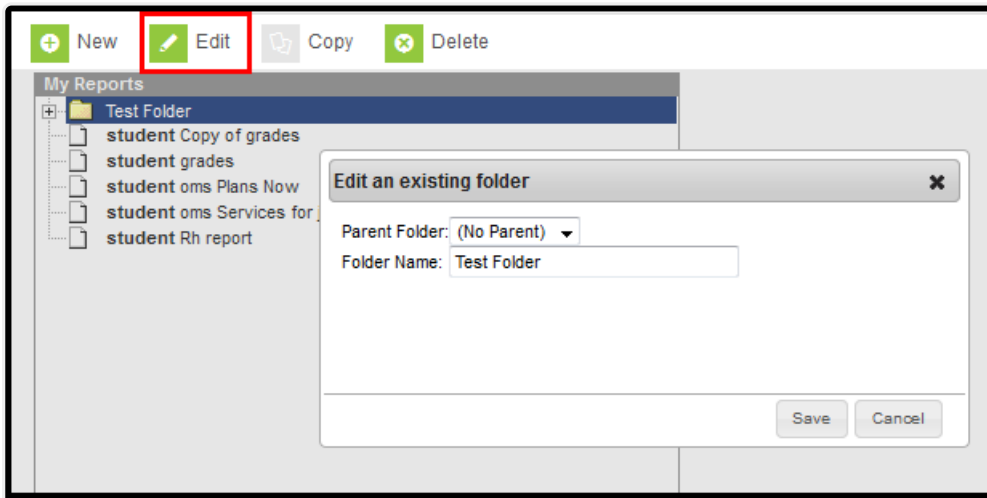 New Edit Copy Delete
My Reports
Test Folder
student Copy of grades
student grades
student oms Plans Now
student oms Services for
student Rh report
Edit an existing folder
Parent Folder: (No Parent)
Folder Name: Test Folder
Save Cancel